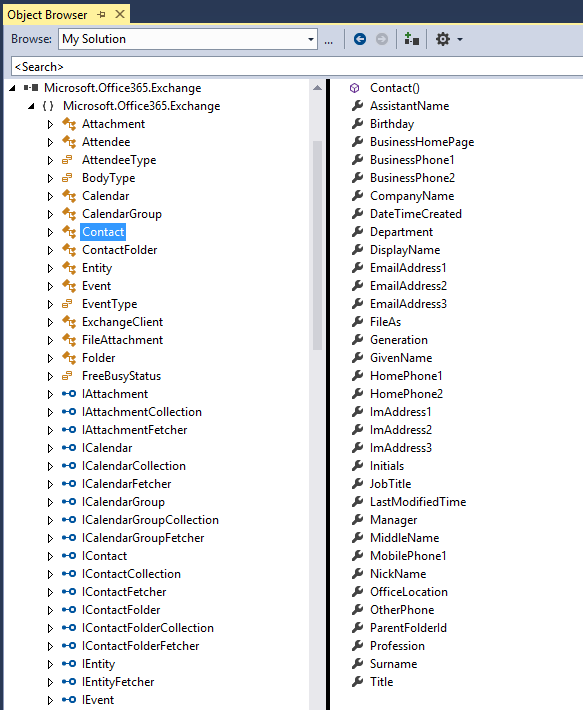 Object Browser
Browse: My Solution ...
<Search>
Microsoft.Office365.Exchange
{ } Microsoft.Office365.Exchange
Attachment
Attendee
AttendeeType
BodyType
Calendar
CalendarGroup
Contact
ContactFolder
Entity
Event
EventType
ExchangeClient
FileAttachment
Folder
FreeBusyStatus
IAttachment
IAttachmentCollection
IAttachmentFetcher
ICalendar
ICalendarCollection
ICalendarFetcher
ICalendarGroup
ICalendarGroupCollection
ICalendarGroupFetcher
IContact
IContactCollection
IContactFetcher
IContactFolder
IContactFolderCollection
IContactFolderFetcher
IEntity
IEntityFetcher
IEvent
Contact()
AssistantName
Birthday
BusinessHomePage
BusinessPhone1
BusinessPhone2
CompanyName
DateTimeCreated
Department
DisplayName
EmailAddress1
EmailAddress2
EmailAddress3
FileAs
Generation
GivenName
HomePhone1
HomePhone2
ImAddress1
ImAddress2
ImAddress3
Initials
JobTitle
LastModifiedTime
Manager
MiddleName
MobilePhone1
NickName
OfficeLocation
OtherPhone
ParentFolderId
Profession
Surname
Title